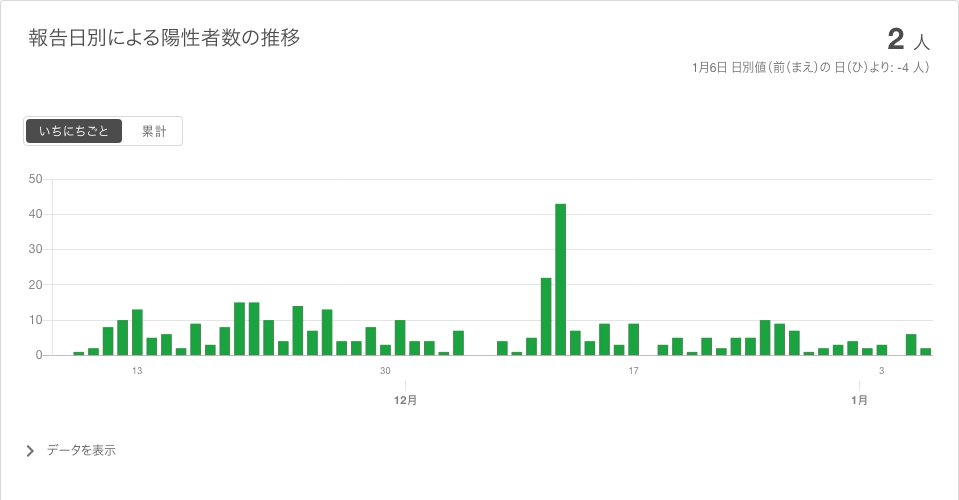 報告日別による陽性者数の推移
2 人
1月6日 日別値（前（まえ）の 日（ひ）より: -4 人）
いちにちごと 累計
50
40
30
20
10
0
13 30 17 3
12月 1月
データを表示